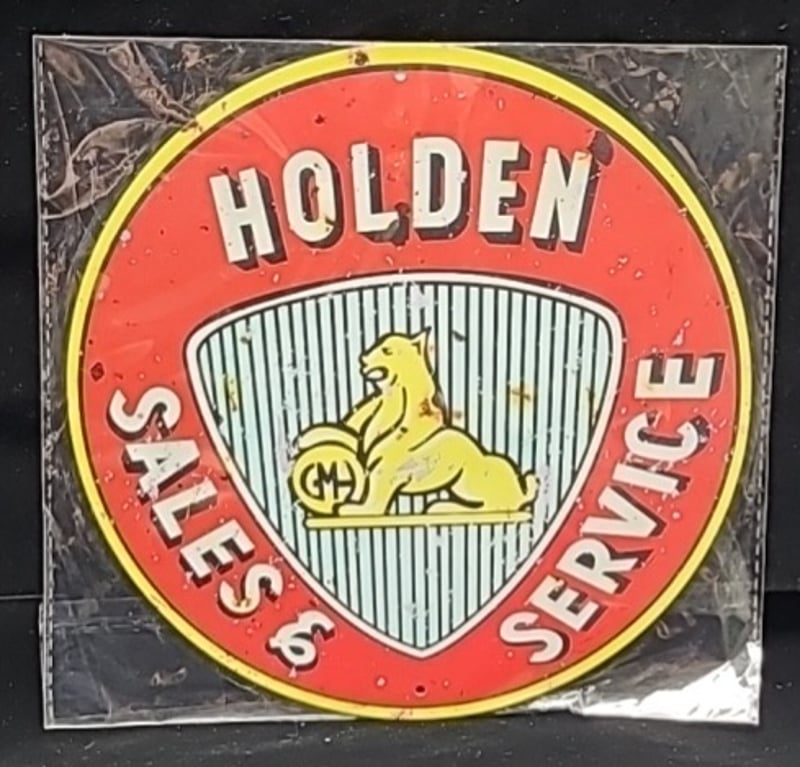 HOLDEN
SALES &
SERVICE
GMH